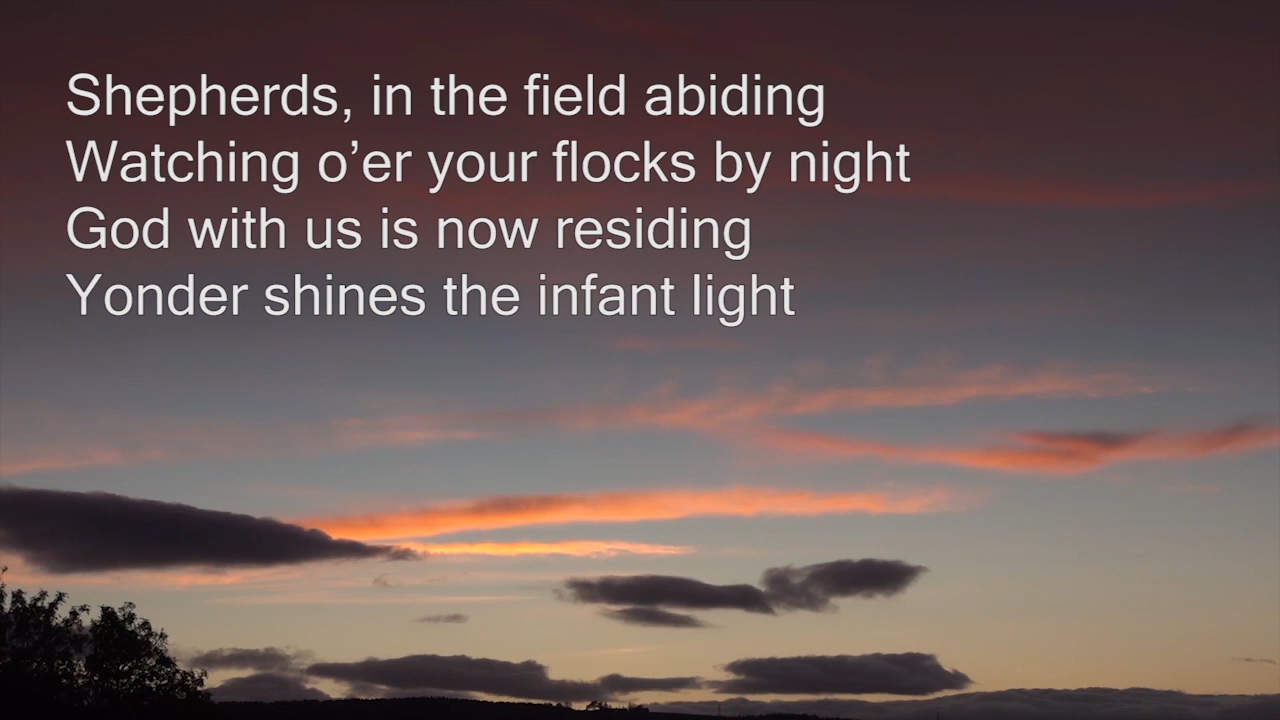 Shepherds, in the field abiding
Watching o’er your flocks by night
God with us is now residing
Yonder shines the infant light